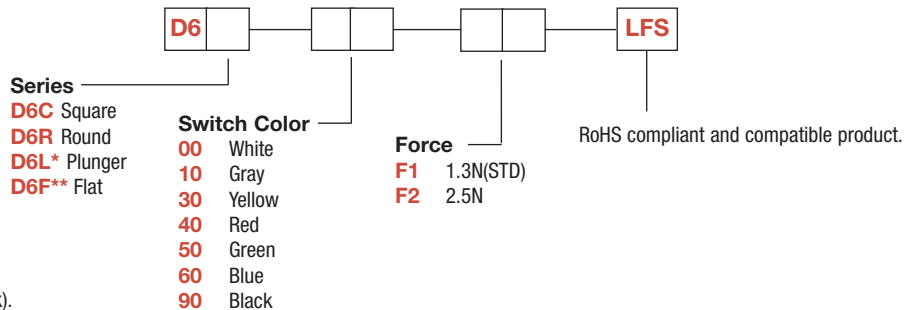 D6
LFS
Series
D6C Square
D6R Round
D6L* Plunger
D6F** Flat
Switch Color
00 White
10 Gray
30 Yellow
40 Red
50 Green
60 Blue
90 Black
Force
F1 1.3N(STD)
F2 2.5N
RoHS compliant and compatible product.
).